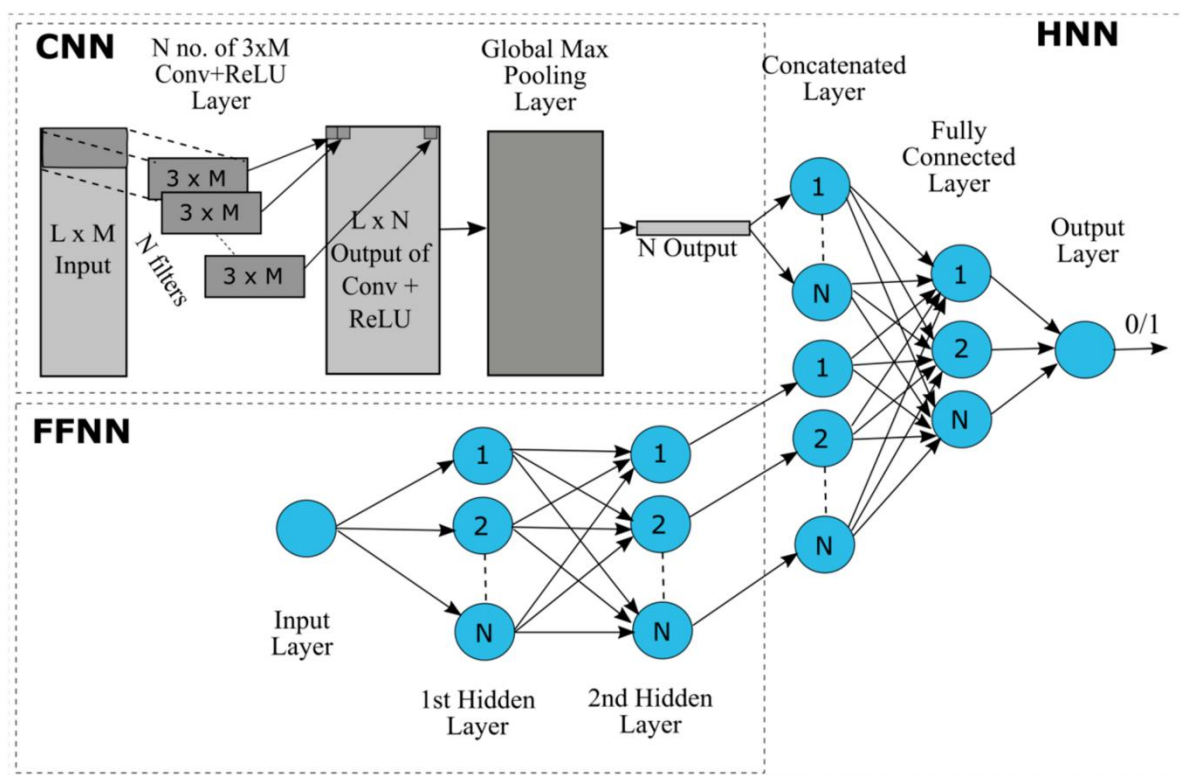 CNN
N no. of 3xM
Conv+ReLU
Layer
Global Max
Pooling
Layer
HNN
Concatenated
Layer
Fully
Connected
Layer
Output
Layer
L x M
Input
3 x M
3 x M
3 x M
N filters
L x N
Output of
Conv +
ReLU
N Output
1
N
1
2
N
1
2
N
0/1
FFNN
Input
Layer
1
2
N
1st Hidden
Layer
1
2
N
2nd Hidden
Layer